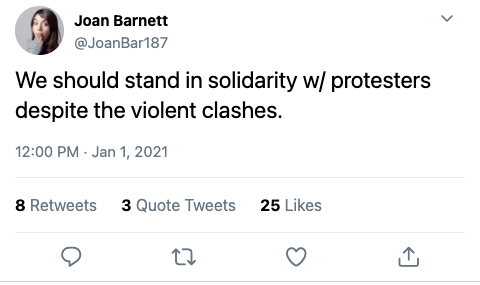 Joan Barnett
@JoanBar187
We should stand in solidarity w/ protesters
despite the violent clashes.
12:00 PM · Jan 1, 2021
8 Retweets 3 Quote Tweets 25 Likes